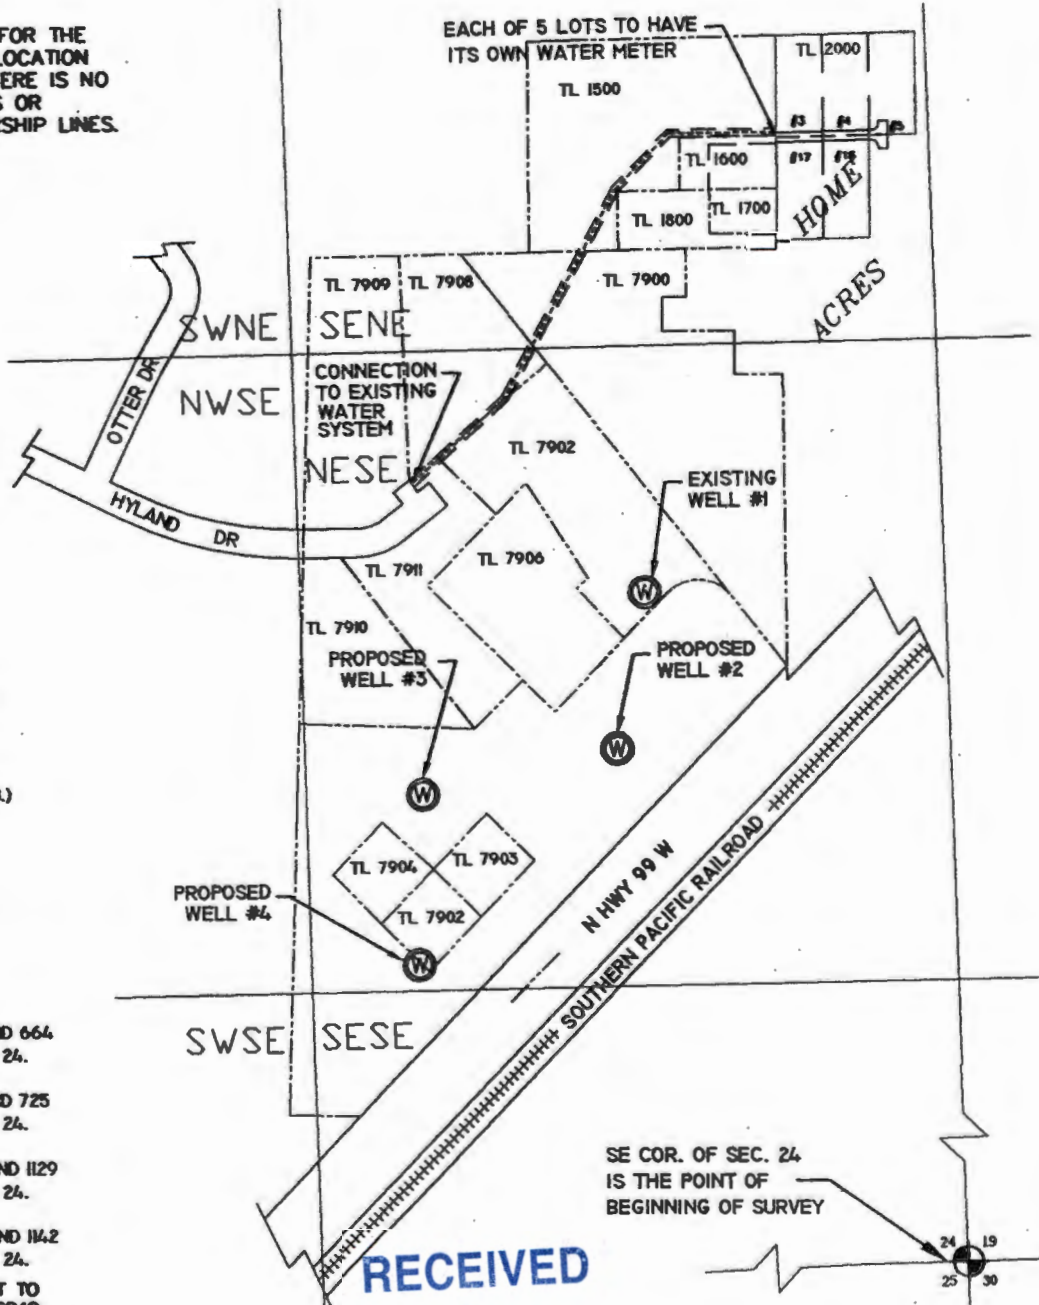 FOR THE
LOCATION
ERE IS NO
S OR
RSHIP LINES.
EACH OF 5 LOTS TO HAVE
ITS OWN WATER METER
TL 2000
TL 1500
TL 1600
TL 1700
TL 1800
HOME
ACRES
TL 7909
TL 7908
TL 7900
SWNE
SENE
OTTER DR
NWSE
CONNECTION
TO EXISTING
WATER
SYSTEM
NESE
TL 7902
EXISTING
WELL #1
HYLAND DR
TL 7911
TL 7906
W
TL 7910
PROPOSED
WELL #3
PROPOSED
WELL #2
W
W
TL 7904
TL 7903
TL 7902
PROPOSED
WELL #4
W
N HWY 99 W
SOUTHERN PACIFIC RAILROAD
SWSE
SESE
ND 664
24.
D 725
24.
ND 1129
24.
ND 1142
24.
T TO
SE COR. OF SEC. 24
IS THE POINT OF
BEGINNING OF SURVEY
24 19
25 30
RECEIVED